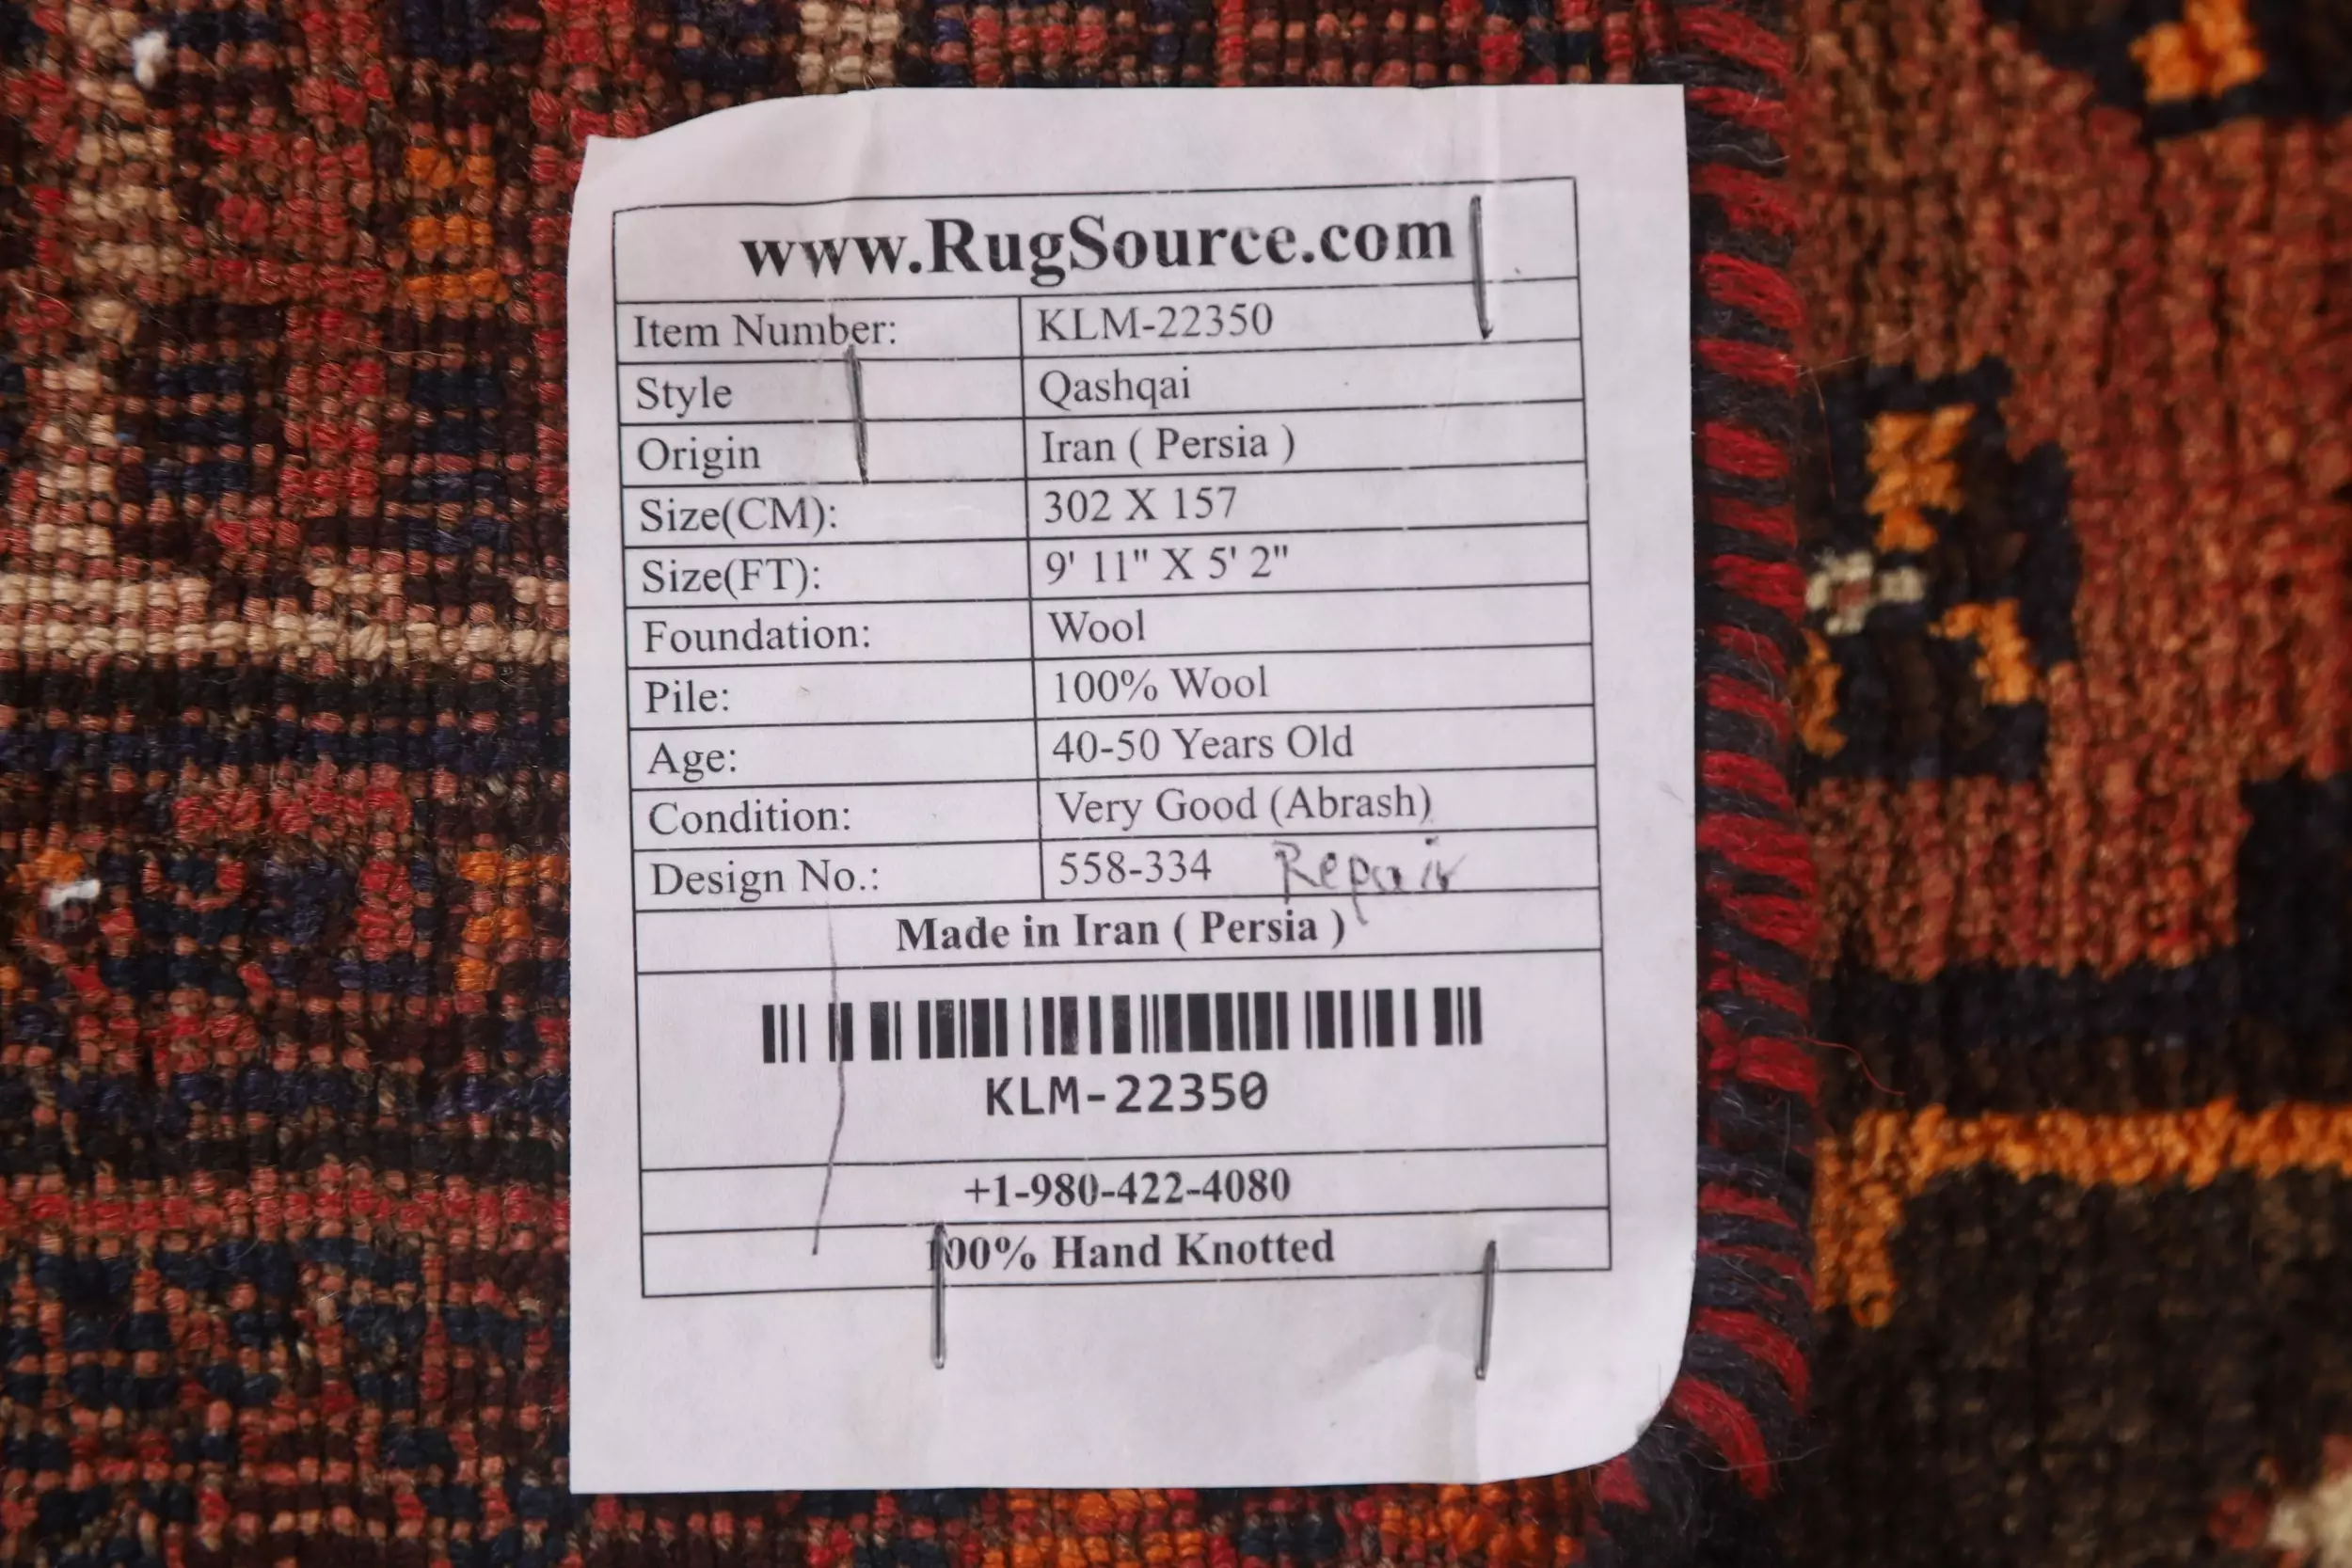 www.RugSource.com
Item Number: KLM-22350
Style Qashqai
Origin Iran ( Persia )
Size(CM): 302 X 157
Size(FT): 9' 11" X 5' 2"
Foundation: Wool
Pile: 100% Wool
Age: 40-50 Years Old
Condition: Very Good (Abrash)
Design No.: 558-334 Repair
Made in Iran ( Persia )
KLM-22350
+1-980-422-4080
100% Hand Knotted